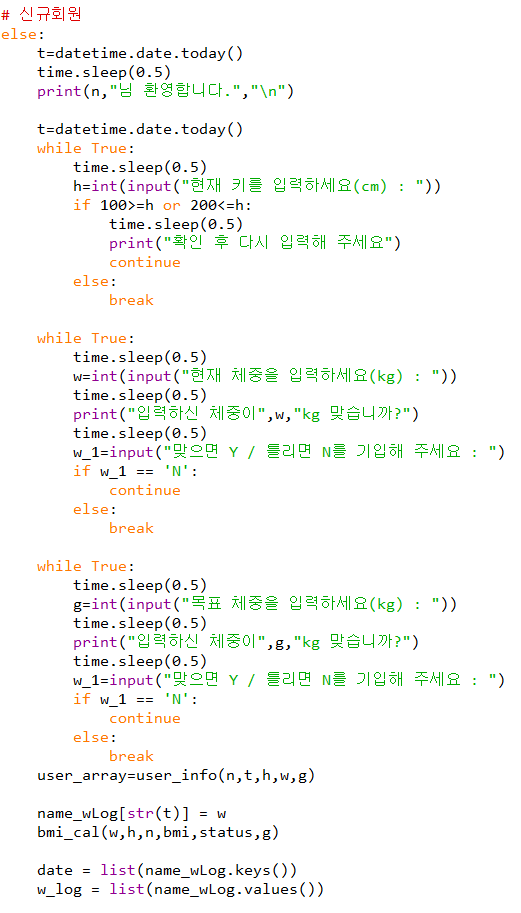 # 신규회원
else:
    t=datetime.date.today()
    time.sleep(0.5)
    print(n,"님 환영합니다.","\n")

    t=datetime.date.today()
    while True:
        time.sleep(0.5)
        h=int(input("현재 키를 입력하세요(cm) : "))
        if 100>=h or 200<=h:
            time.sleep(0.5)
            print("확인 후 다시 입력해 주세요")
            continue
        else:
            break

    while True:
        time.sleep(0.5)
        w=int(input("현재 체중을 입력하세요(kg) : "))
        time.sleep(0.5)
        print("입력하신 체중이",w,"kg 맞습니까?")
        time.sleep(0.5)
        w_1=input("맞으면 Y / 틀리면 N를 기입해 주세요 : ")
        if w_1 == 'N':
            continue
        else:
            break

    while True:
        time.sleep(0.5)
        g=int(input("목표 체중을 입력하세요(kg) : "))
        time.sleep(0.5)
        print("입력하신 체중이",g,"kg 맞습니까?")
        time.sleep(0.5)
        w_1=input("맞으면 Y / 틀리면 N를 기입해 주세요 : ")
        if w_1 == 'N':
            continue
        else:
            break
    user_array=user_info(n,t,h,w,g)

    name_wLog[str(t)] = w
    bmi_cal(w,h,n,bmi,status,g)

    date = list(name_wLog.keys())
    w_log = list(name_wLog.values())